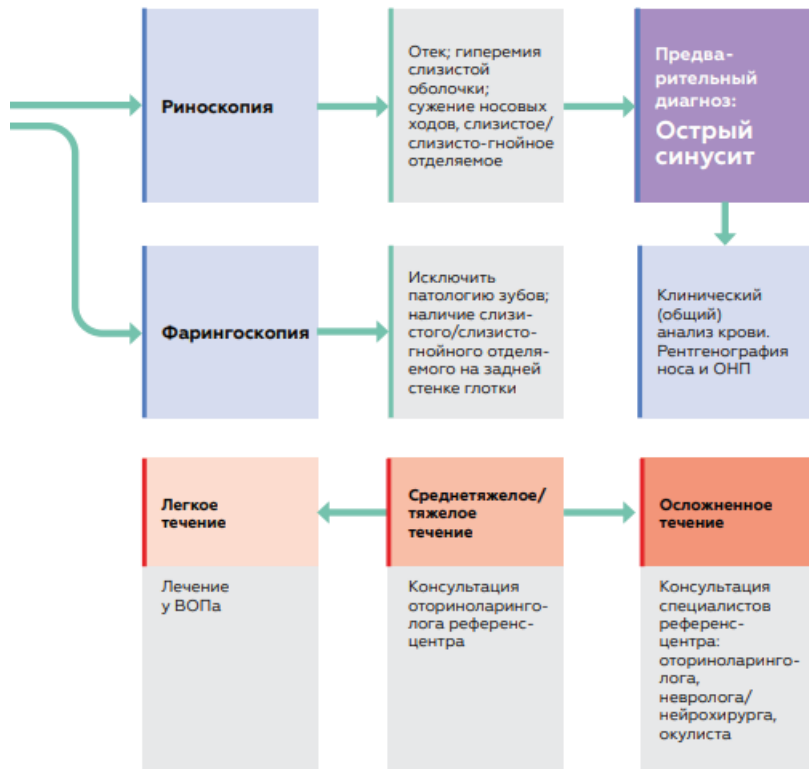 Риноскопия
Отек; гиперемия
слизистой
оболочки;
сужение носовых
ходов, слизистое/
слизисто-гнойное
отделяемое
Предва-
рительный
диагноз:
Острый
синусит
Фарингоскопия
Исключить
патологию зубов;
наличие слизи-
стого/слизисто-
гнойного отделя-
емого на задней
стенке глотки
Клинический
(общий)
анализ крови.
Рентгенография
носа и ОНП
Легкое
течение
Лечение
у ВОПа
Среднетяжелое/
тяжелое
течение
Консультация
оториноларинго-
лога референс-
центра
Осложненное
течение
Консультация
специалистов
референс-
центра:
оториноларинго-
лога,
невролога/
нейрохирурга,
окулиста